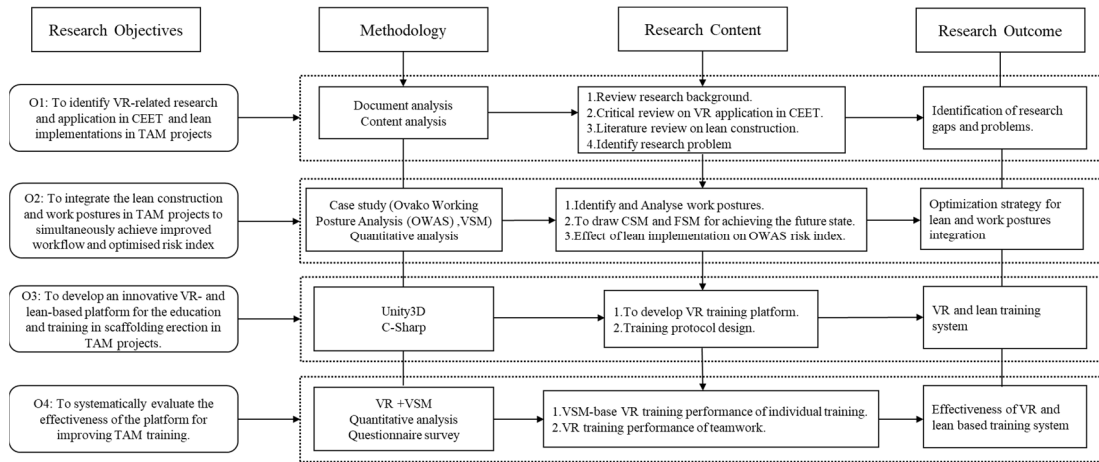 Research Objectives
Methodology
Research Content
Research Outcome
O1: To identify VR-related research
and application in CEET and lean
implementations in TAM projects
Document analysis
Content analysis
1.Review research background.
2.Critical review on VR application in CEET.
3.Literature review on lean construction.
4.Identify research problem
Identification of research
gaps and problems.
O2: To integrate the lean construction
and work postures in TAM projects to
simultaneously achieve improved
workflow and optimised risk index
Case study (Ovako Working
Posture Analysis (OWAS) ,VSM)
Quantitative analysis
1.Identify and Analyse work postures.
2.To draw CSM and FSM for achieving the future state.
3.Effect of lean implementation on OWAS risk index.
Optimization strategy for
lean and work postures
integration
O3: To develop an innovative VR- and
lean-based platform for the education
and training in scaffolding erection in
TAM projects.
Unity3D
C-Sharp
1.To develop VR training platform.
2.Training protocol design.
VR and lean training
system
O4: To systematically evaluate the
effectiveness of the platform for
improving TAM training.
VR +VSM
Quantitative analysis
Questionnaire survey
1.VSM-base VR training performance of individual training.
2.VR training performance of teamwork.
Effectiveness of VR and
lean based training system